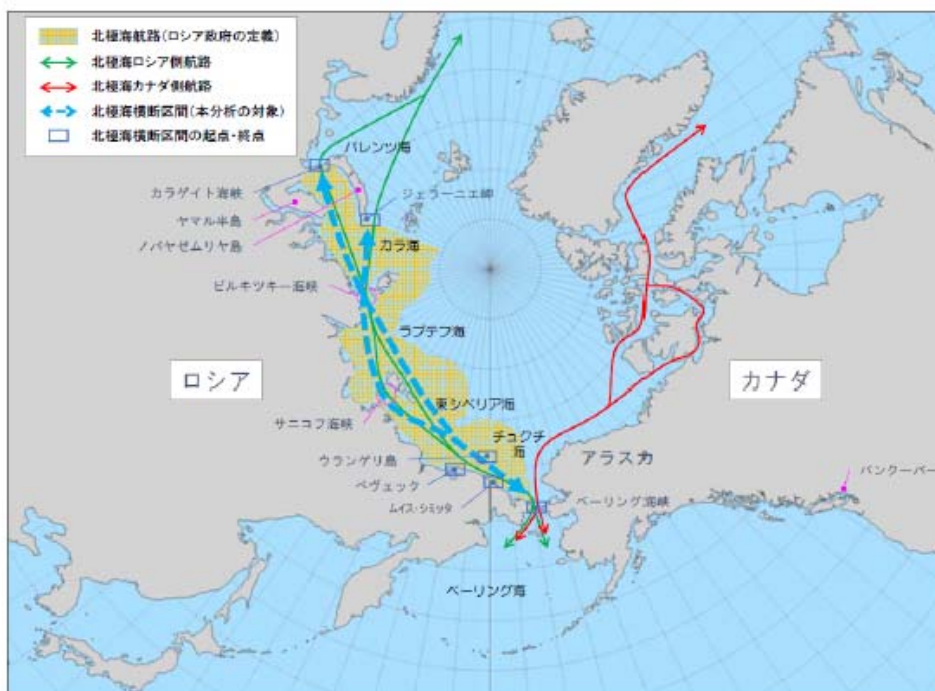 北極海航路(ロシア政府の定義)
北極海ロシア側航路
北極海カナダ側航路
北極海横断区間(本分析の対象)
北極海横断区間の起点・終点
バレンツ海
カラゲイト海峡
ジェラーニエ岬
ヤマル半島
ノバヤゼムリヤ島
カラ海
ビルキツキー海峡
ラプテフ海
ロシア
カナダ
東シベリア海
サニコフ海峡
チュクチ
海
ウランゲリ島
アラスカ
ペヴェック
バンクーバー
ムイス・シミッタ
ベーリング海峡
ベーリング海